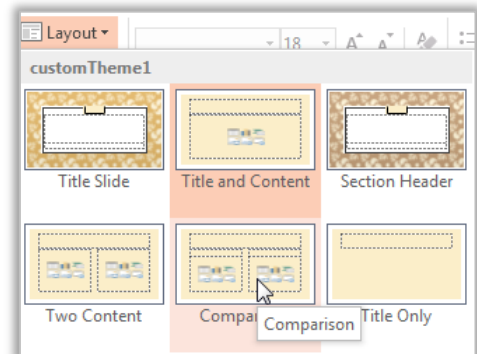 Layout
18
A A A
customTheme1
Title Slide Title and Content Section Header
Two Content Compar Title Only
Comparison